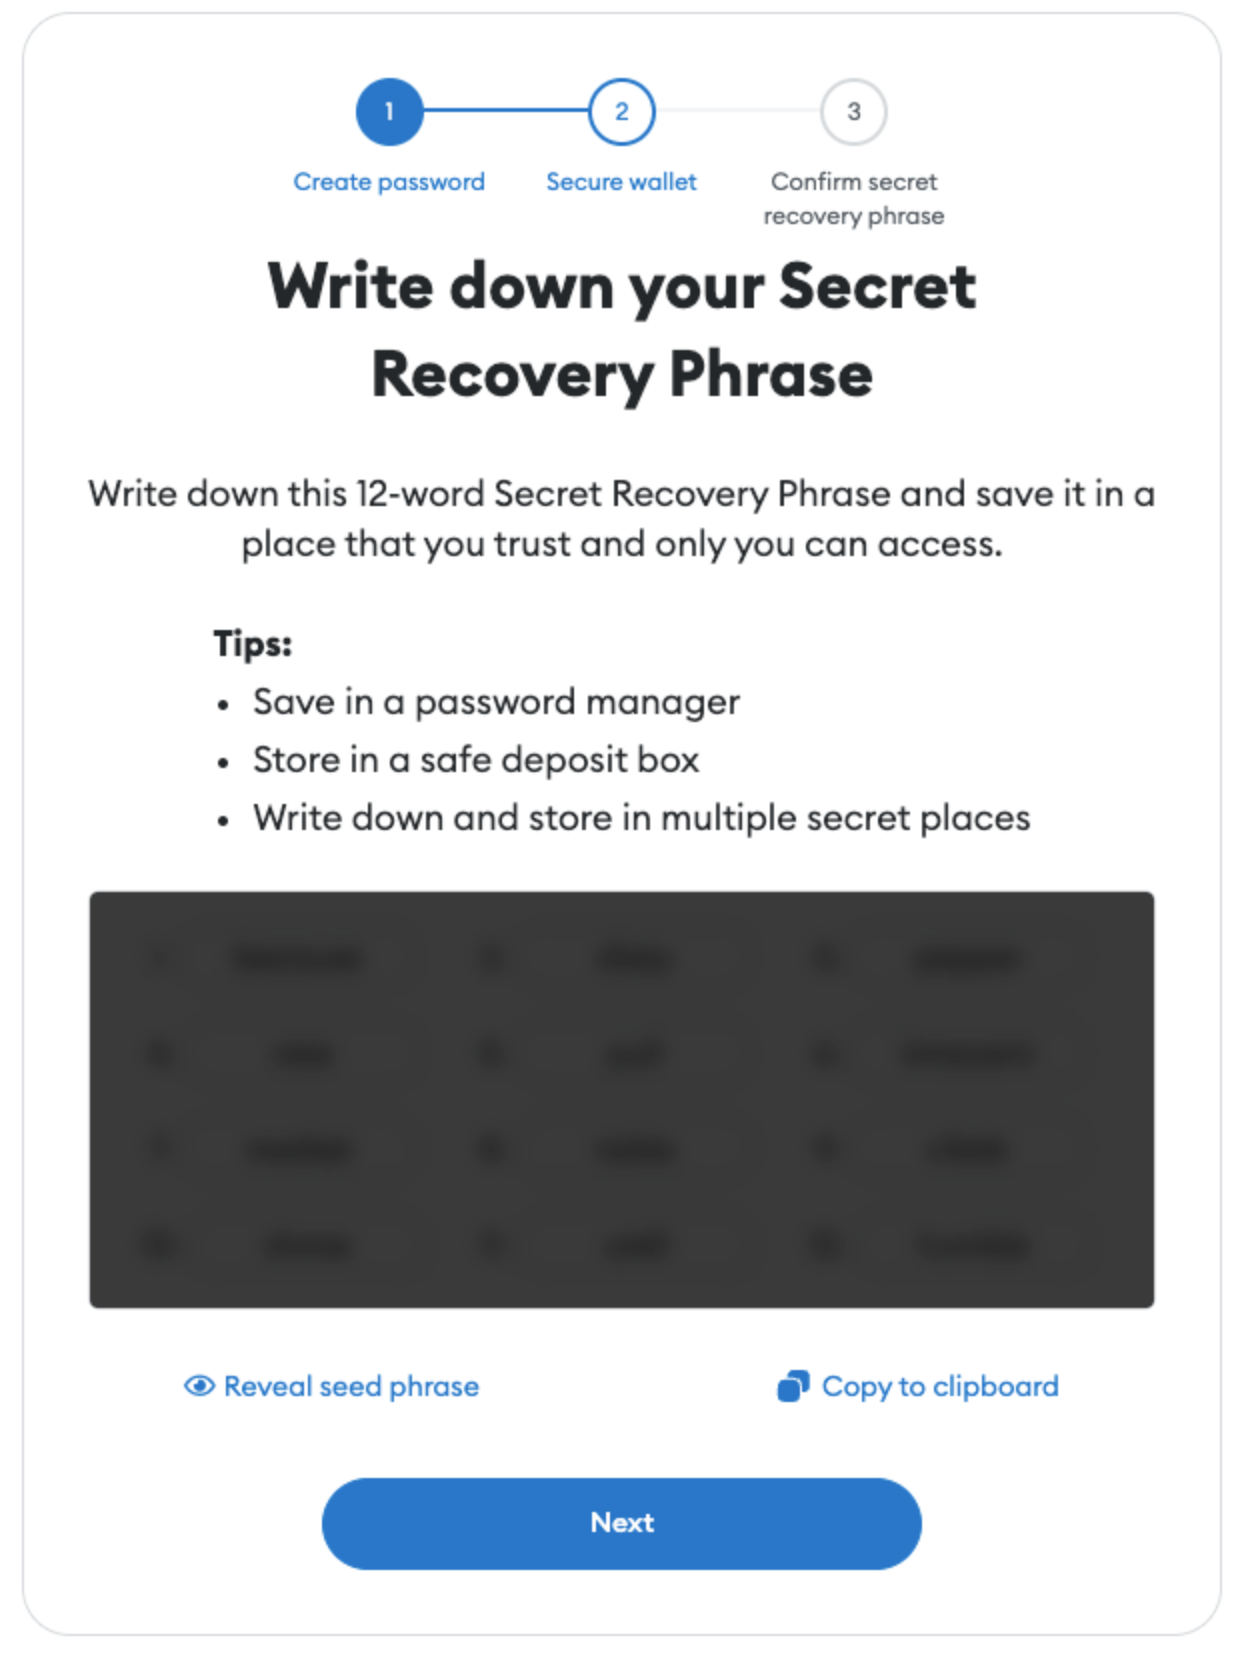 1
2
3
Create password
Secure wallet
Confirm secret
recovery phrase
Write down your Secret
Recovery Phrase
Write down this 12-word Secret Recovery Phrase and save it in a
place that you trust and only you can access.
Tips:
• Save in a password manager
• Store in a safe deposit box
• Write down and store in multiple secret places
Reveal seed phrase
Copy to clipboard
Next